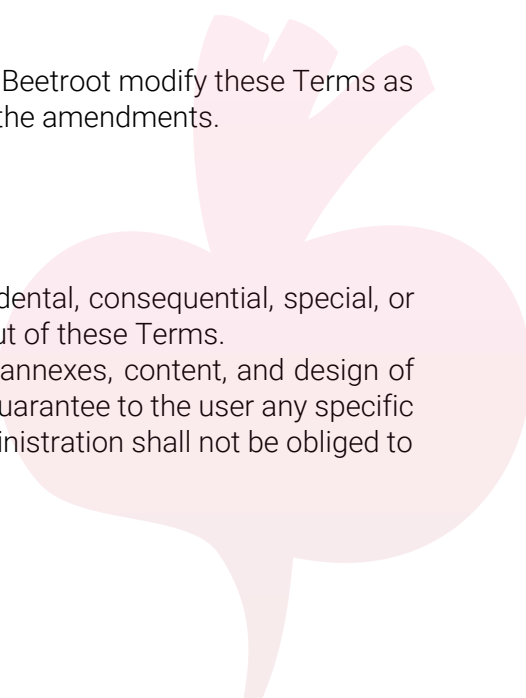 Beetroot modify these Terms as
the amendments.
dental, consequential, special, or
ut of these Terms.
annexes, content, and design of
uarantee to the user any specific
inistration shall not be obliged to